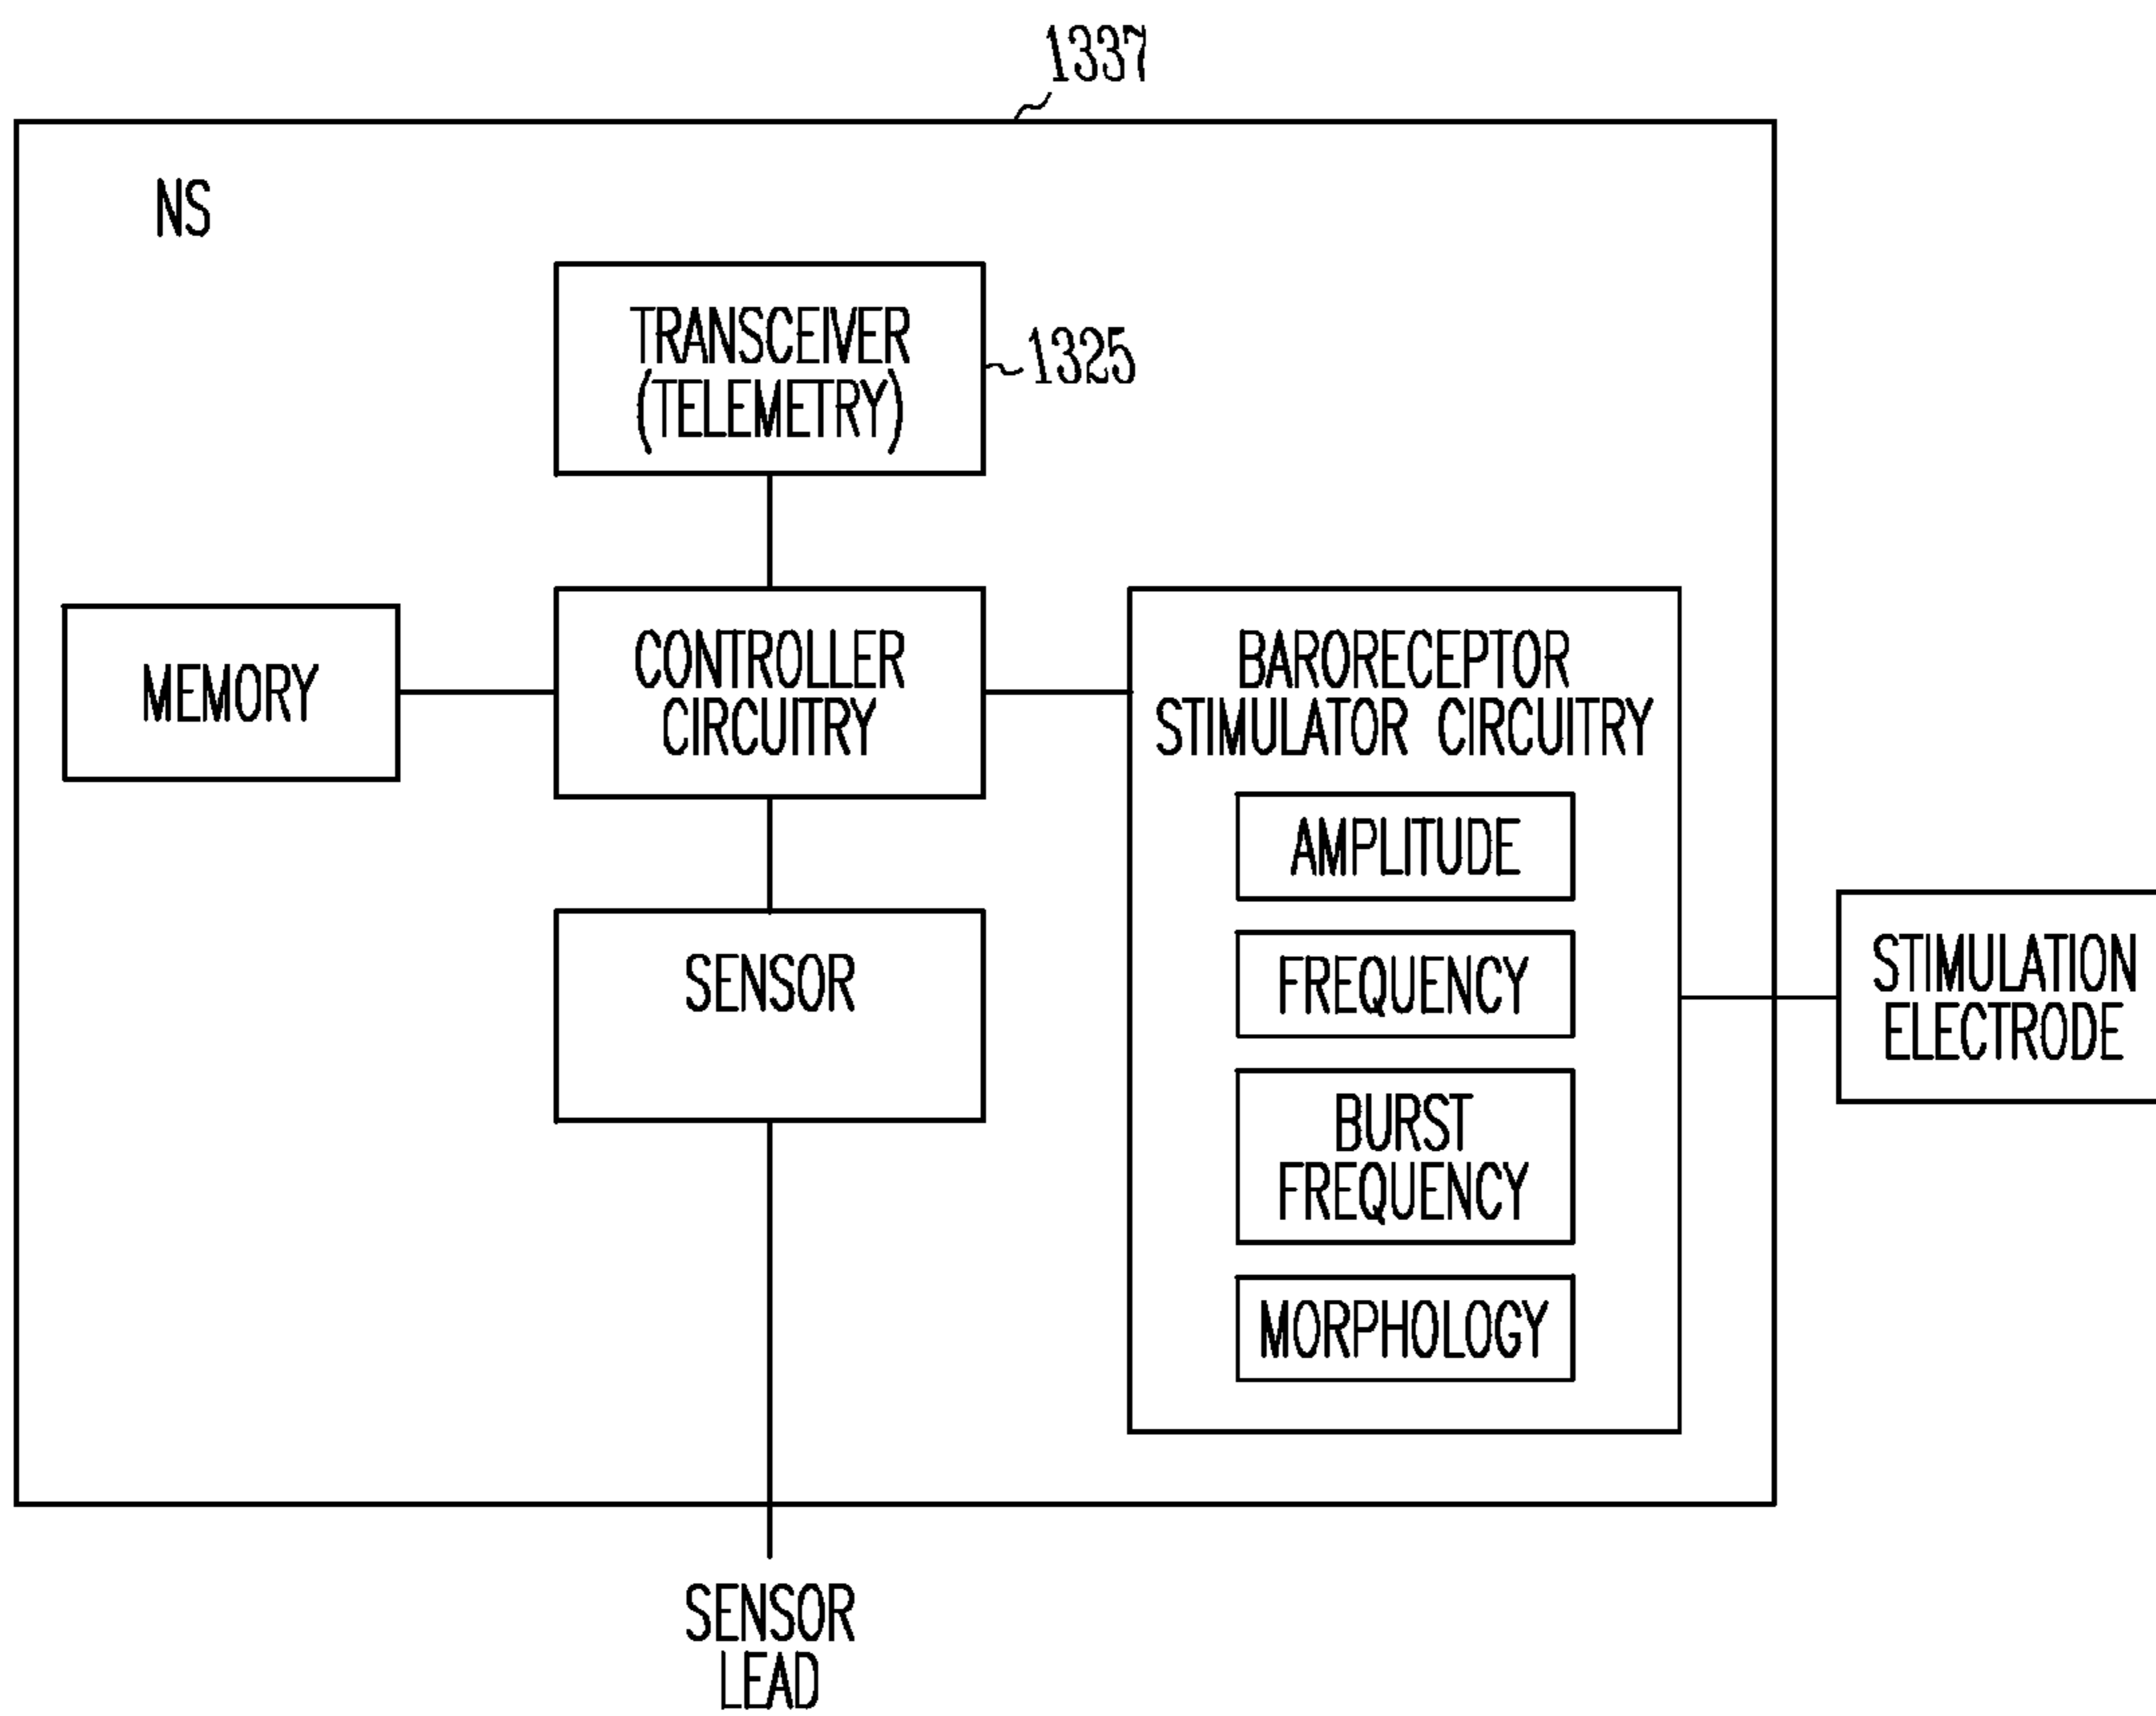 1337
NS
TRANSCEIVER
(TELEMETRY)
1325
MEMORY
CONTROLLER
CIRCUITRY
BARORECEPTOR
STIMULATOR CIRCUITRY
AMPLITUDE
FREQUENCY
BURST
FREQUENCY
MORPHOLOGY
SENSOR
STIMULATION
ELECTRODE
SENSOR
LEAD